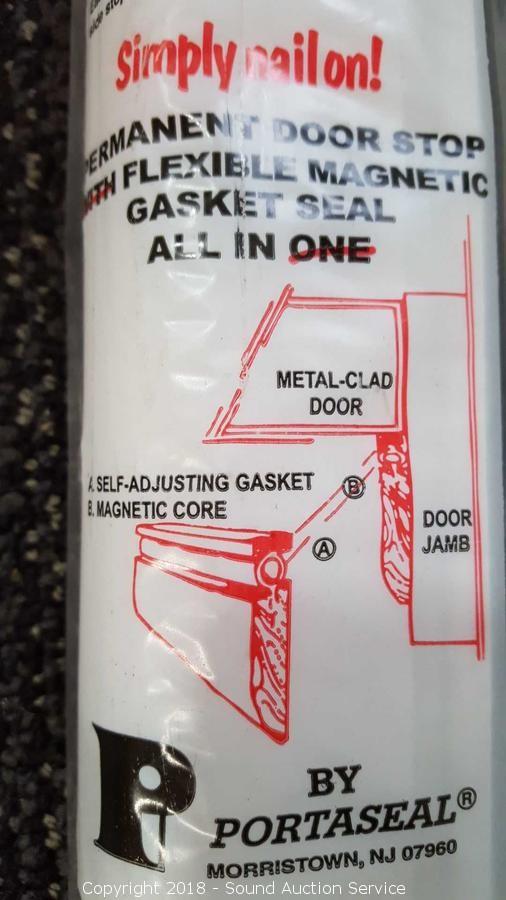 Simply nail on!
PERMANENT DOOR STOP
WITH FLEXIBLE MAGNETIC
GASKET SEAL
ALL IN ONE
METAL-CLAD
DOOR
A. SELF-ADJUSTING GASKET
B. MAGNETIC CORE
B
A
DOOR
JAMB
BY
PORTASEAL®
MORRISTOWN, NJ 07960
Copyright 2018 - Sound Auction Service